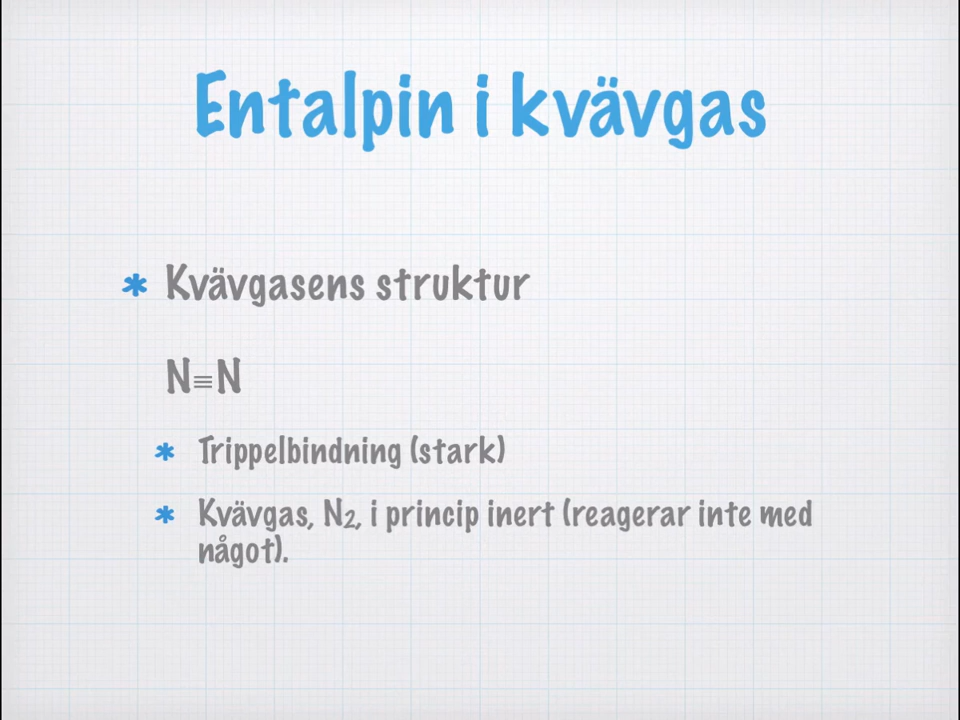 Entalpin i kvävgas
* Kvävgasens struktur
N≡N
* Trippelbindning (stark)
* Kvävgas, N₂, i princip inert (reagerar inte med
något).